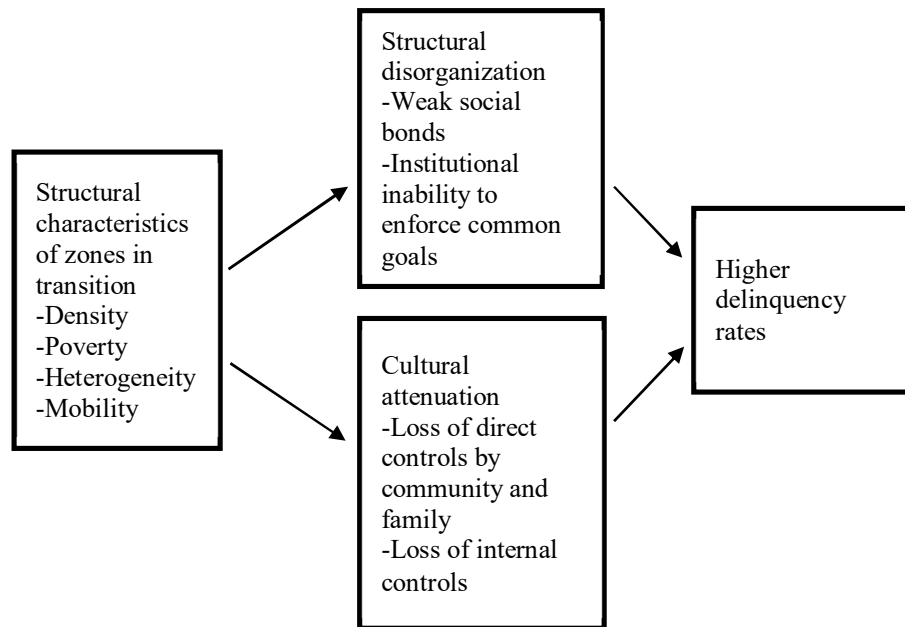 Structural
characteristics
of zones in
transition
-Density
-Poverty
-Heterogeneity
-Mobility
Structural
disorganization
-Weak social
bonds
-Institutional
inability to
enforce common
goals
Cultural
attenuation
-Loss of direct
controls by
community and
family
-Loss of internal
controls
Higher
delinquency
rates